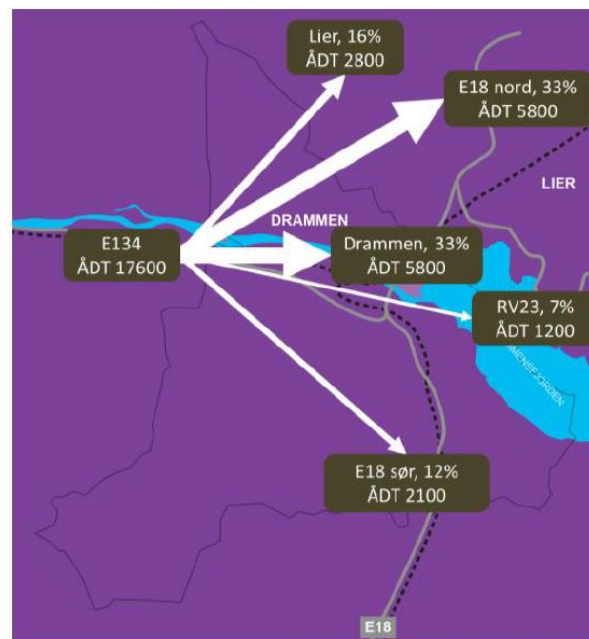 Lier, 16%
ÅDT 2800
E18 nord, 33%
ÅDT 5800
LIER
DRAMMEN
E134
ÅDT 17600
Drammen, 33%
ÅDT 5800
RV23, 7%
ÅDT 1200
MENSFJORDEN
E18 sør, 12%
ÅDT 2100
E18